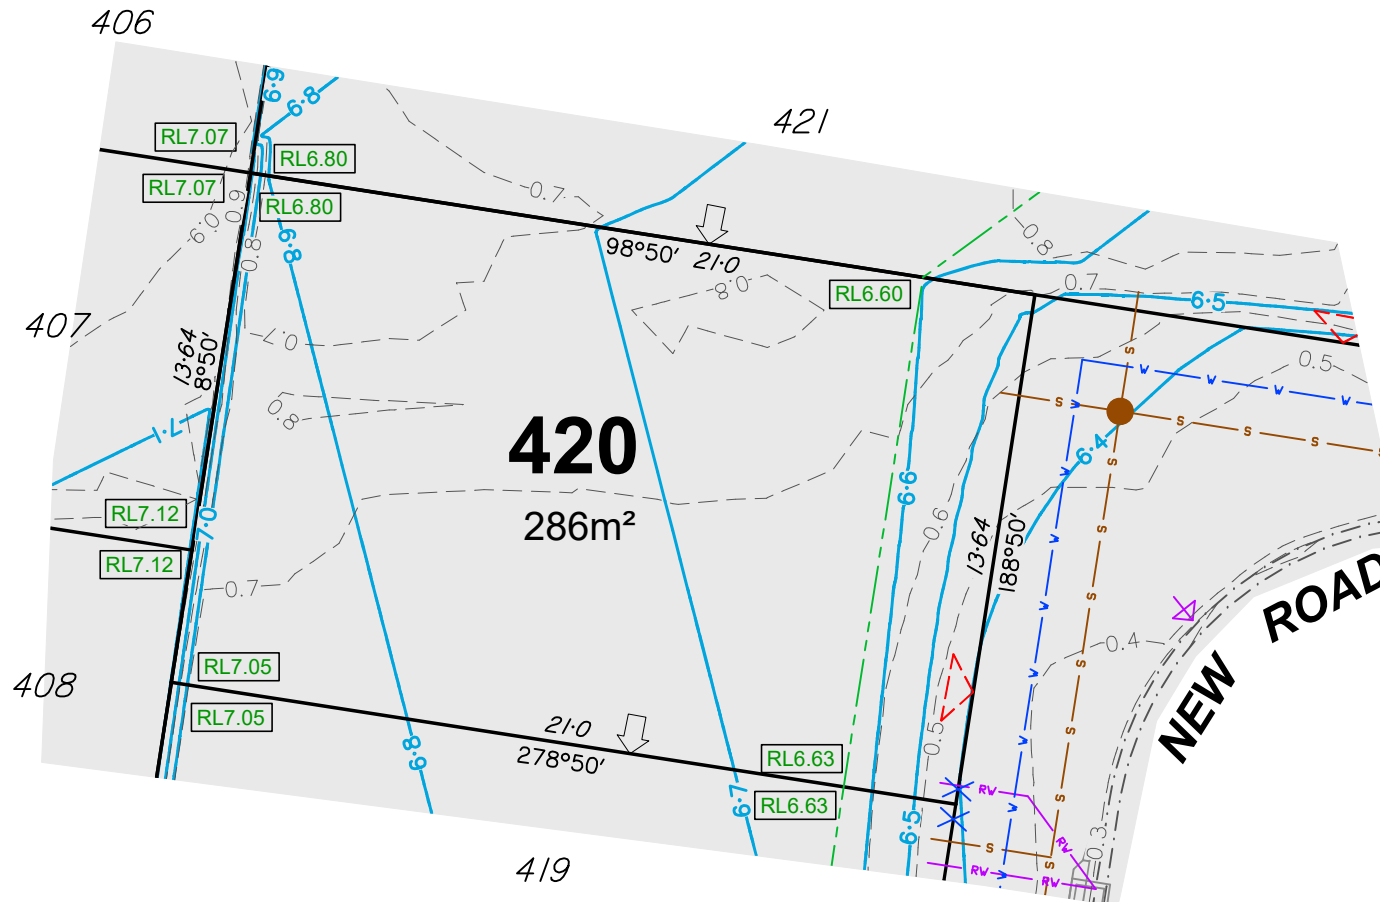 406
6·9
6·8
421
RL7.07
RL6.80
RL7.07
RL6.80
0.9
0.9
0.7
0.8
0.8
6·8
98°50′ 21·0
0.8
RL6.60
0.7
6·5
407
0.7
13·64
8°50′
0.5
0.8
7·1
420
286m²
6·4
6·6
0.6
RL7.12
7·0
RL7.12
13·64
188°50′
0.7
ROAD
NEW
0.4
408
RL7.05
RL7.05
21·0
278°50′
6·8
RL6.63
RL6.63
6·7
0.5
6·5
0.3
419
S
S
S
S
S
S
S
S
S
S
S
S
S
S
W
W
W
W
W
W
W
W
W
W
W
W
RW
RW
RW
RW